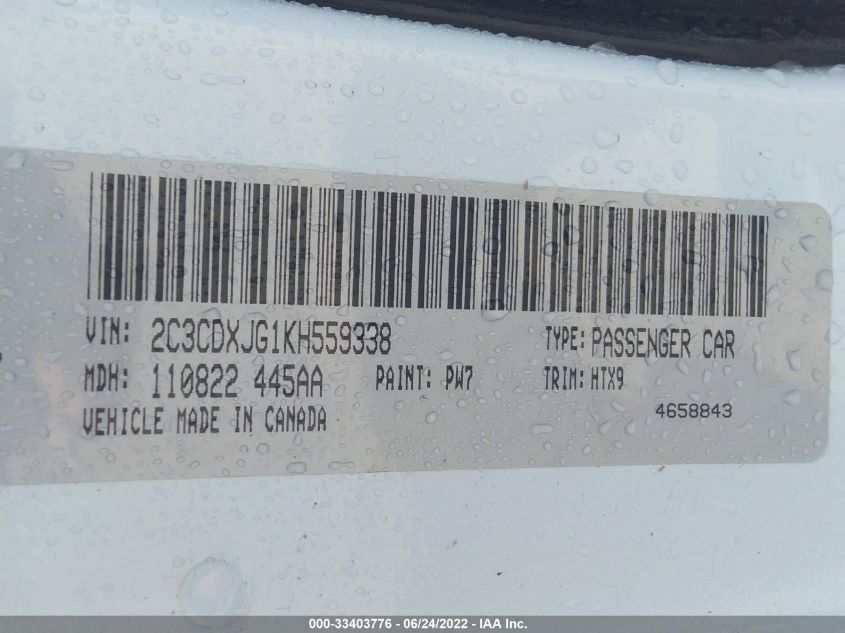 VIN: 2C3CDXJG1KH559338 TYPE: PASSENGER CAR
MDH: 110822 445AA PAINT: PW7 TRIM: HTX9
VEHICLE MADE IN CANADA 4658843
000-33403776 - 06/24/2022 - IAA Inc.